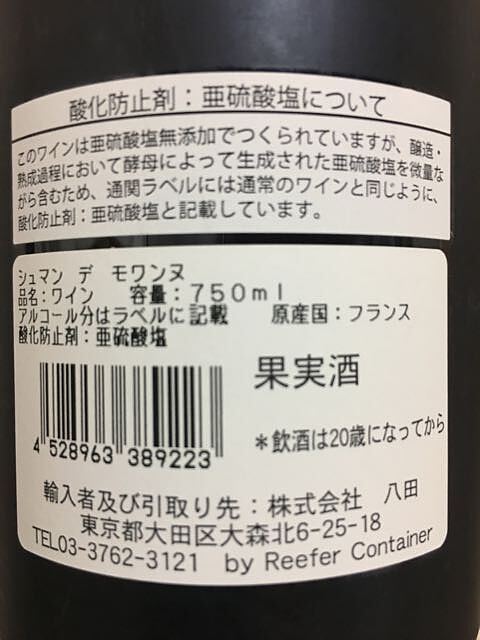 酸化防止剤：亜硫酸塩について
このワインは亜硫酸塩無添加でつくられていますが、醸造・
熟成過程において酵母によって生成された亜硫酸塩を微量な
がら含むため、通関ラベルには通常のワインと同じように、
酸化防止剤：亜硫酸塩と記載しています。
シュマン デ モワンヌ
品名：ワイン 容量：７５０ｍｌ
アルコール分はラベルに記載 原産国：フランス
酸化防止剤：亜硫酸塩
果実酒
4 528963 389223
＊飲酒は20歳になってから
輸入者及び引取り先：株式会社 八田
東京都大田区大森北6-25-18
TEL03-3762-3121 by Reefer Container